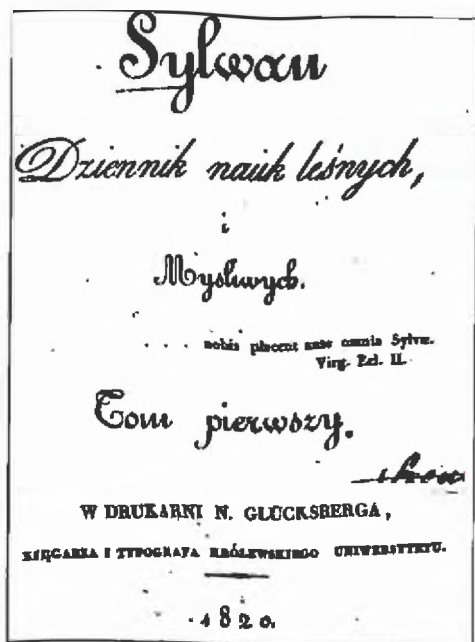 Sylwan
Dziennik nauk leśnych,
i
Myśliwych.
. . . . nobis placent ante omnia Sylvæ.
Virg. Ecl. II.
Tom pierwszy.
W DRUKARNI N. GLÜCKSBERGA,
KSIĘGARZA I TYPOGRAFA KRÓLEWSKIEGO UNIWERSYTETU.
1820.